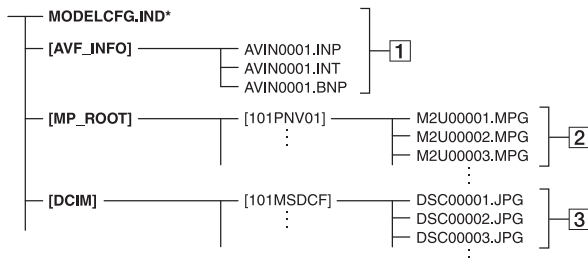 MODELCFG.IND*
[AVF_INFO] AVIN0001.INP
AVIN0001.INT
AVIN0001.BNP
1
[MP_ROOT] [101PNV01] M2U00001.MPG
M2U00002.MPG
M2U00003.MPG
2
[DCIM] [101MSDCF] DSC00001.JPG
DSC00002.JPG
DSC00003.JPG
3